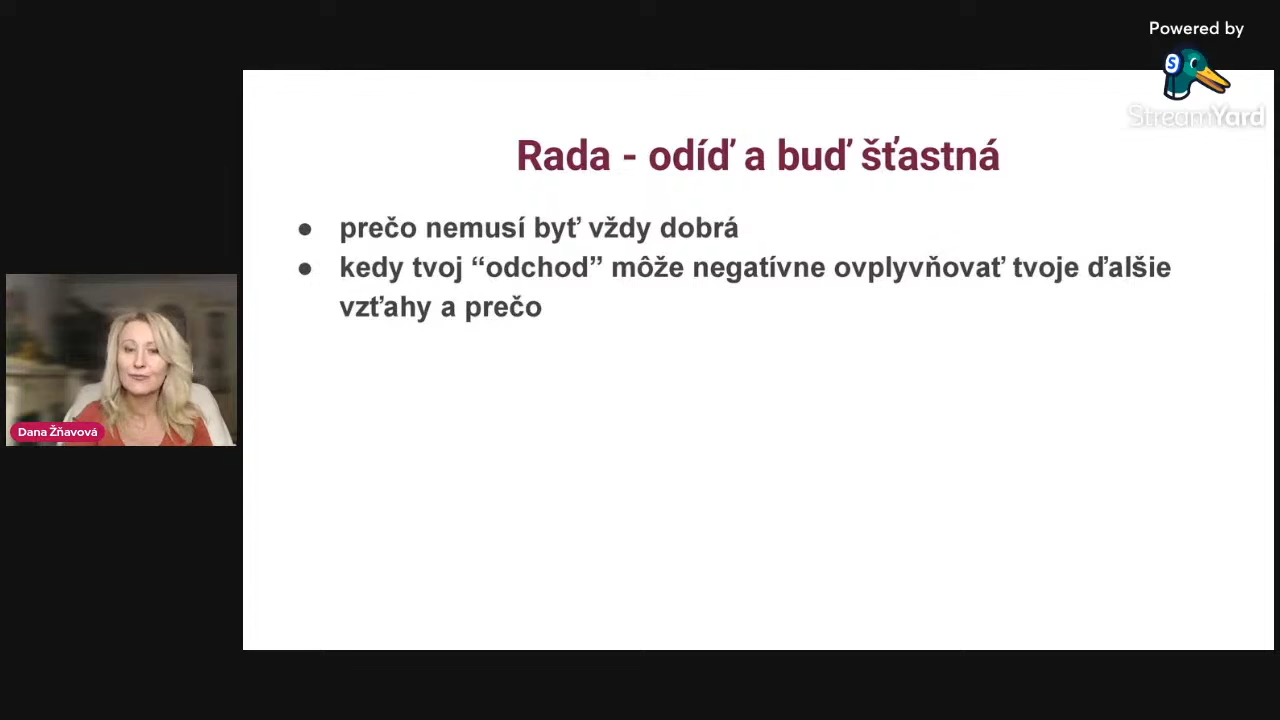 Powered by
StreamYard
Rada - odíď a buď šťastná
● prečo nemusí byť vždy dobrá
● kedy tvoj “odchod” môže negatívne ovplyvňovať tvoje ďalšie
vzťahy a prečo
Dana Žňavová